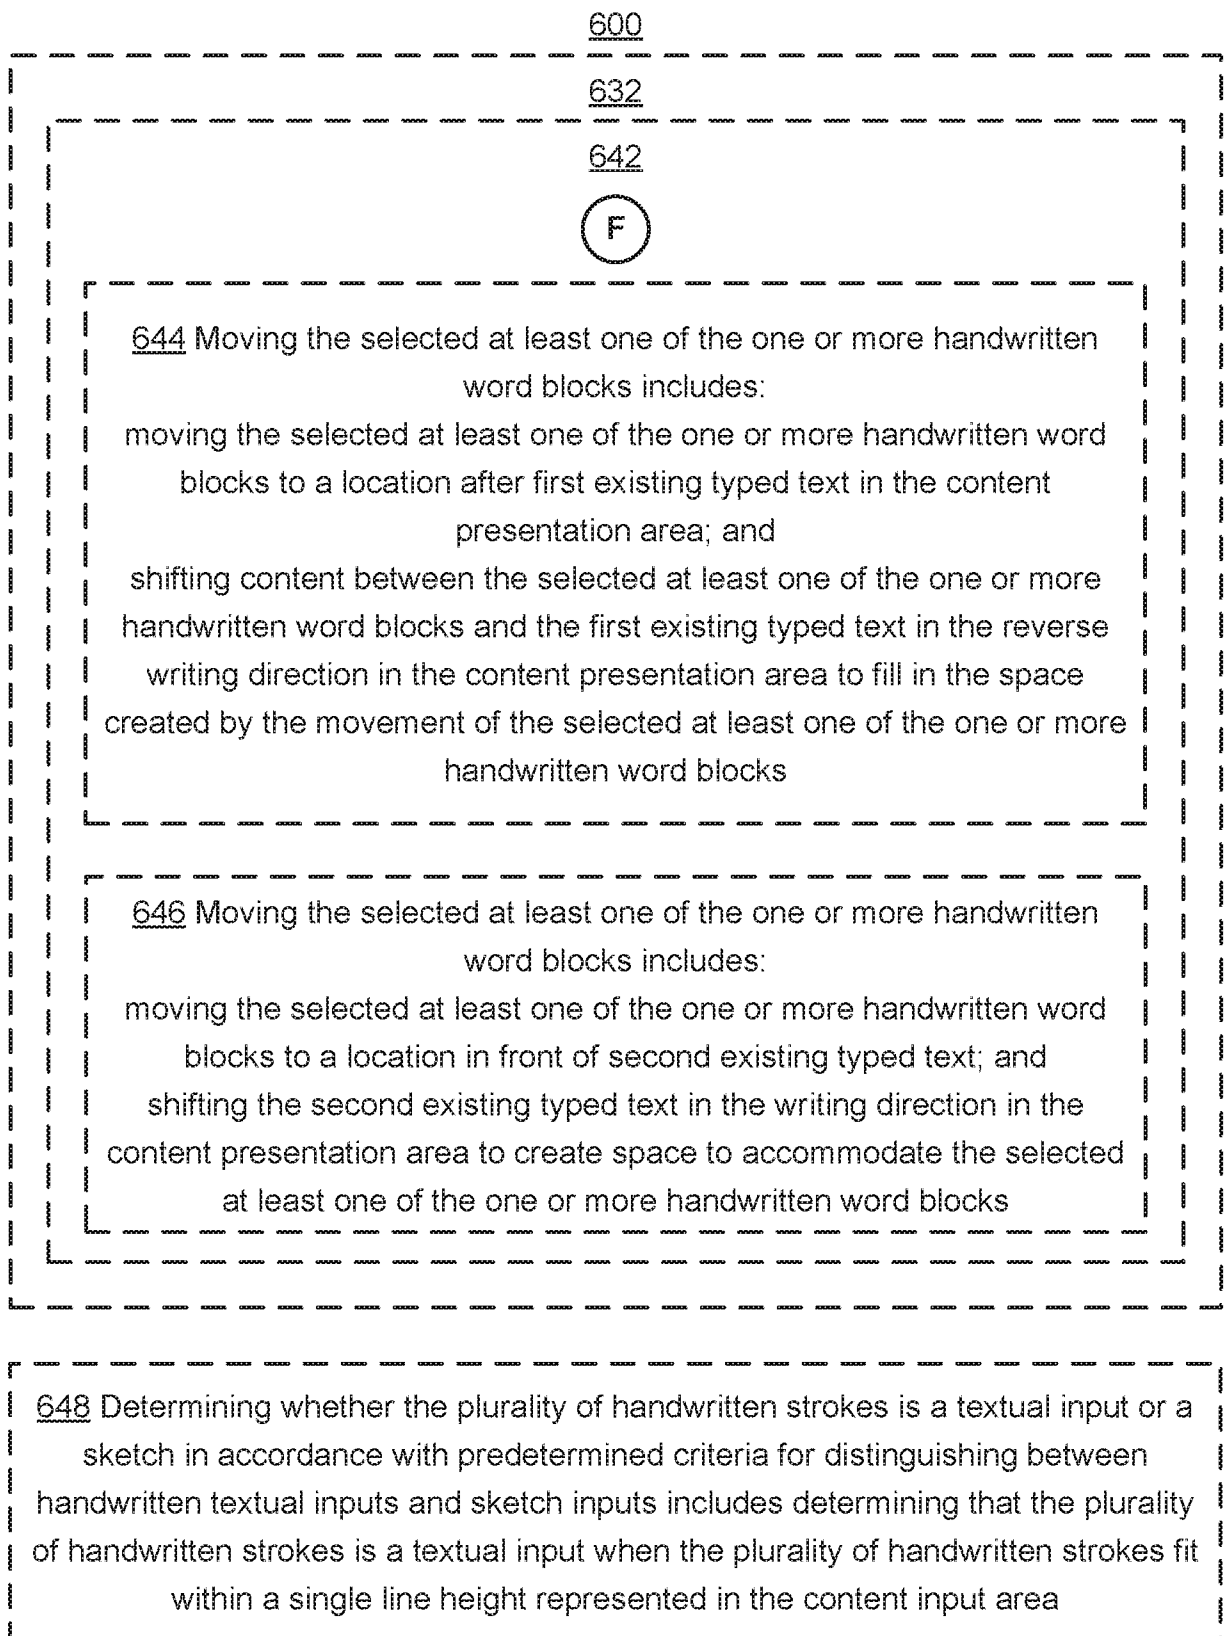 600
632
642
F
644 Moving the selected at least one of the one or more handwritten
word blocks includes:
moving the selected at least one of the one or more handwritten word
blocks to a location after first existing typed text in the content
presentation area; and
shifting content between the selected at least one of the one or more
handwritten word blocks and the first existing typed text in the reverse
writing direction in the content presentation area to fill in the space
created by the movement of the selected at least one of the one or more
handwritten word blocks
646 Moving the selected at least one of the one or more handwritten
word blocks includes:
moving the selected at least one of the one or more handwritten word
blocks to a location in front of second existing typed text; and
shifting the second existing typed text in the writing direction in the
content presentation area to create space to accommodate the selected
at least one of the one or more handwritten word blocks
648 Determining whether the plurality of handwritten strokes is a textual input or a
sketch in accordance with predetermined criteria for distinguishing between
handwritten textual inputs and sketch inputs includes determining that the plurality
of handwritten strokes is a textual input when the plurality of handwritten strokes fit
within a single line height represented in the content input area